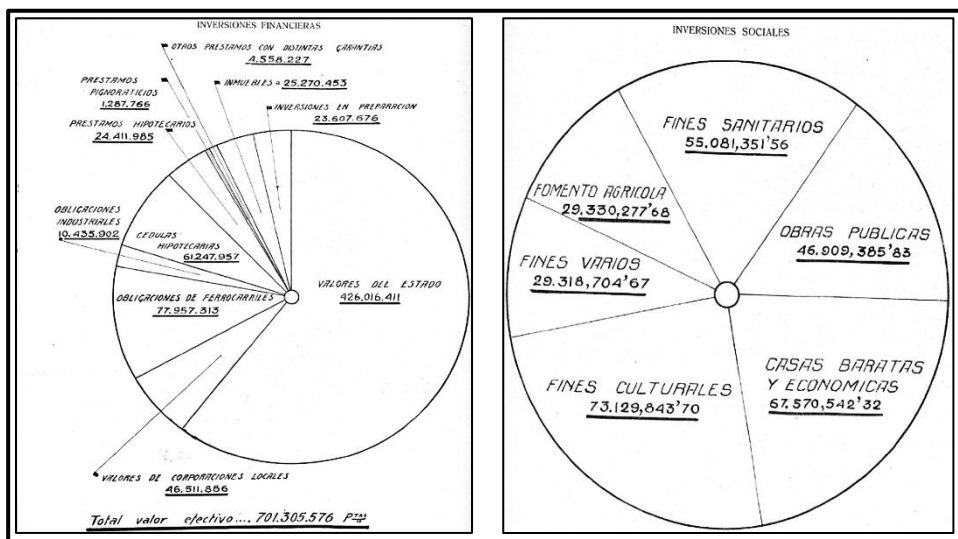 INVERSIONES FINANCIERAS
OTROS PRESTAMOS CON DISTINTAS GARANTIAS
4.558.227
PRESTAMOS
PIGNORATICIOS
1.287.766
INMUEBLES = 25.270.453
INVERSIONES EN PREPARACION
23.607.676
PRESTAMOS HIPOTECARIOS
24.411.985
OBLIGACIONES
INDUSTRIALES
10.435.902
CEDULAS
HIPOTECARIAS
61.247.957
VALORES DEL ESTADO
426,016.411
OBLIGACIONES DE FERROCARRILES
77.957.313
VALORES DE CORPORACIONES LOCALES
46.511,886
Total valor efectivo.... 701.305.576 PTAS
INVERSIONES SOCIALES
FINES SANITARIOS
55.081,351'56
FOMENTO AGRICOLA
29.330,277'68
OBRAS PUBLICAS
46.909,385'83
FINES VARIOS
29.318,704'67
CASAS BARATAS
Y ECONOMICAS
67.570,542'32
FINES CULTURALES
73.129,843'70